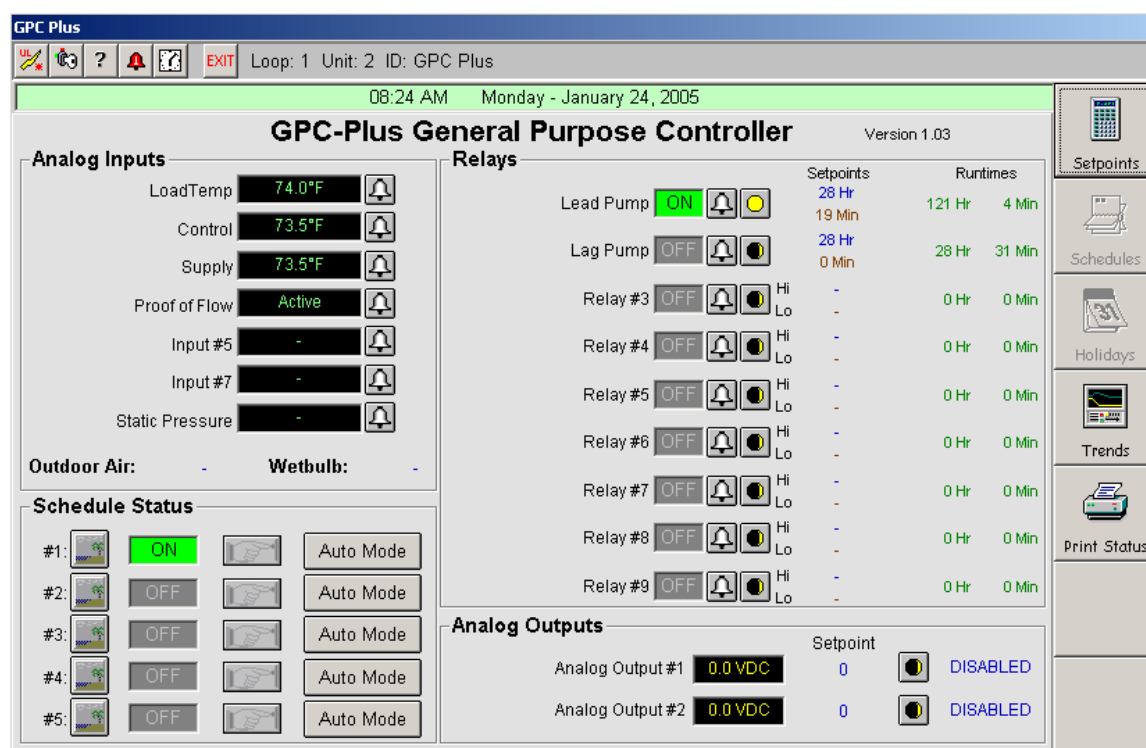 GPC Plus
UL ? EXIT Loop: 1 Unit: 2 ID: GPC Plus
08:24 AM Monday - January 24, 2005
GPC-Plus General Purpose Controller Version 1.03
Analog Inputs
LoadTemp 74.0°F
Control 73.5°F
Supply 73.5°F
Proof of Flow Active
Input #5 -
Input #7 -
Static Pressure -
Outdoor Air: - Wetbulb: -
Schedule Status
#1: ON Auto Mode
#2: OFF Auto Mode
#3: OFF Auto Mode
#4: OFF Auto Mode
#5: OFF Auto Mode
Relays
Setpoints Runtimes
Lead Pump ON 28 Hr 19 Min 121 Hr 4 Min
Lag Pump OFF 28 Hr 0 Min 28 Hr 31 Min
Relay #3 OFF Hi - Lo - 0 Hr 0 Min
Relay #4 OFF Hi - Lo - 0 Hr 0 Min
Relay #5 OFF Hi - Lo - 0 Hr 0 Min
Relay #6 OFF Hi - Lo - 0 Hr 0 Min
Relay #7 OFF Hi - Lo - 0 Hr 0 Min
Relay #8 OFF Hi - Lo - 0 Hr 0 Min
Relay #9 OFF Hi - Lo - 0 Hr 0 Min
Analog Outputs
Setpoint
Analog Output #1 0.0 VDC 0 DISABLED
Analog Output #2 0.0 VDC 0 DISABLED
Setpoints
Schedules
31
Holidays
Trends
Print Status